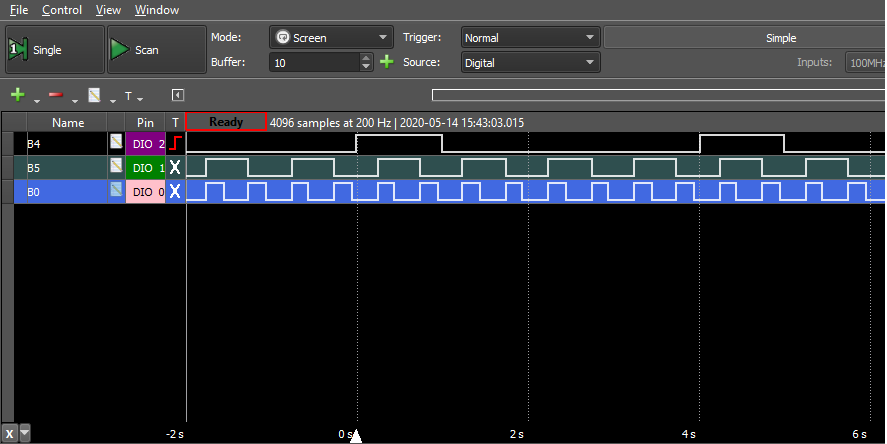 File Control View Window
1 Single Scan Mode: Screen Trigger: Normal Simple
Buffer: 10 Source: Digital Inputs: 100MHz
T
Name Pin T Ready 4096 samples at 200 Hz | 2020-05-14 15:43:03.015
B4 DIO 2
B5 DIO 1 X
B0 DIO 0 X
X -2 s 0 s 2 s 4 s 6 s